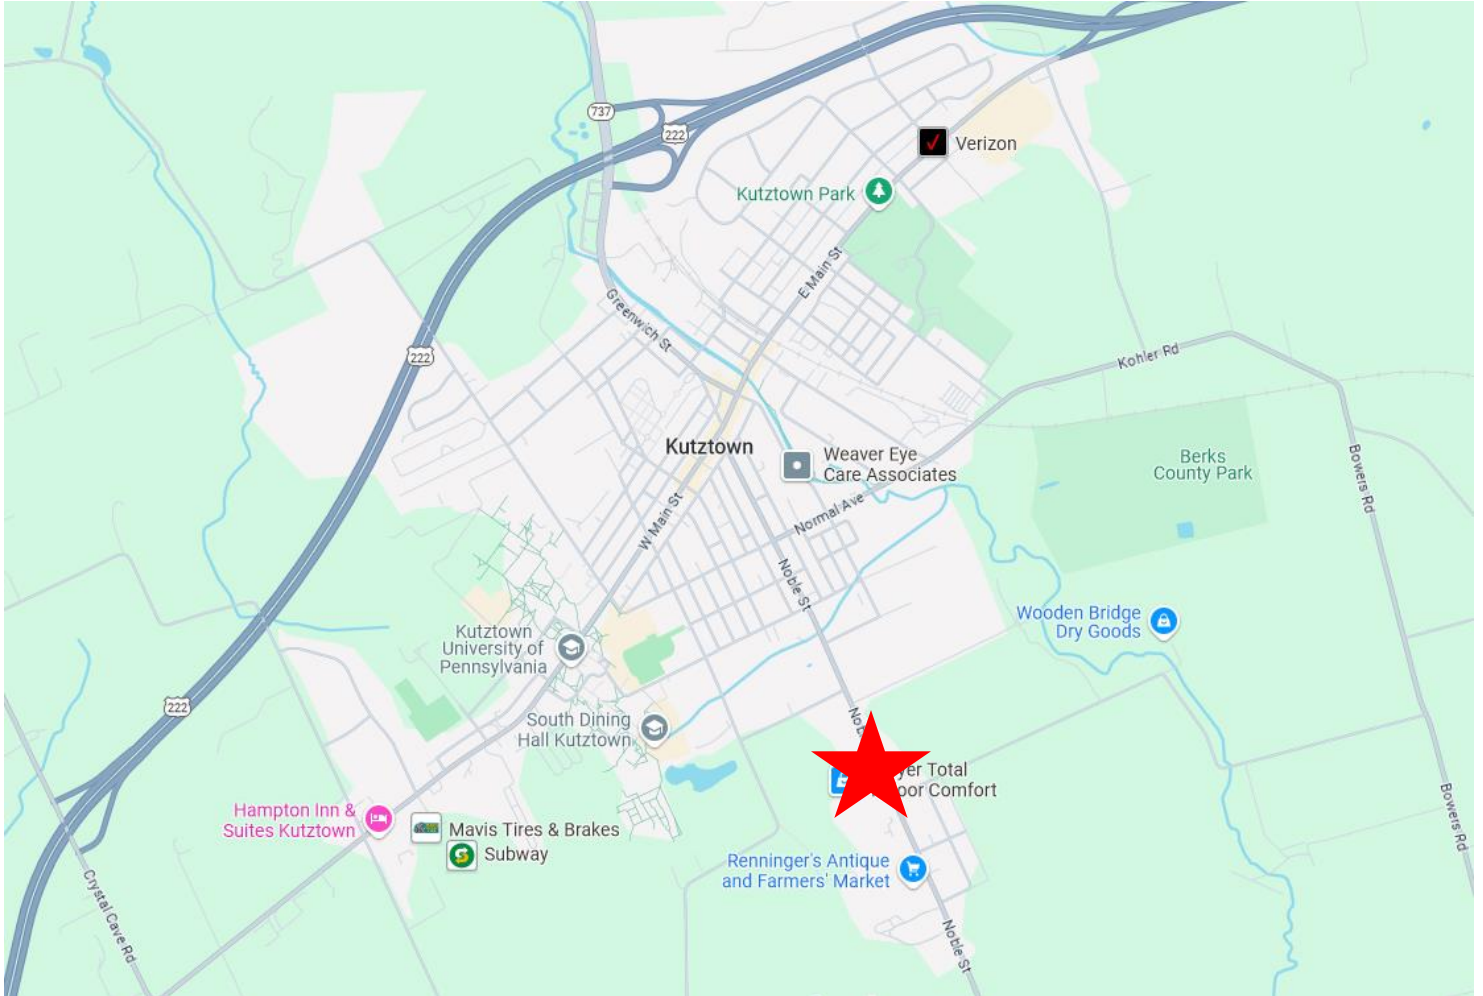 737
222
Verizon
Kutztown Park
E Main St
Greenwich St
222
Kohler Rd
Kutztown
Weaver Eye
Care Associates
Berks
County Park
Bowers Rd
W Main St
Normal Ave
Noble St
Wooden Bridge
Dry Goods
Kutztown
University of
Pennsylvania
222
South Dining
Hall Kutztown
Total
Comfort
Hampton Inn &
Suites Kutztown
Mavis Tires & Brakes
Subway
Renninger's Antique
and Farmers' Market
Bowers Rd
Crystal Cave Rd
Noble St